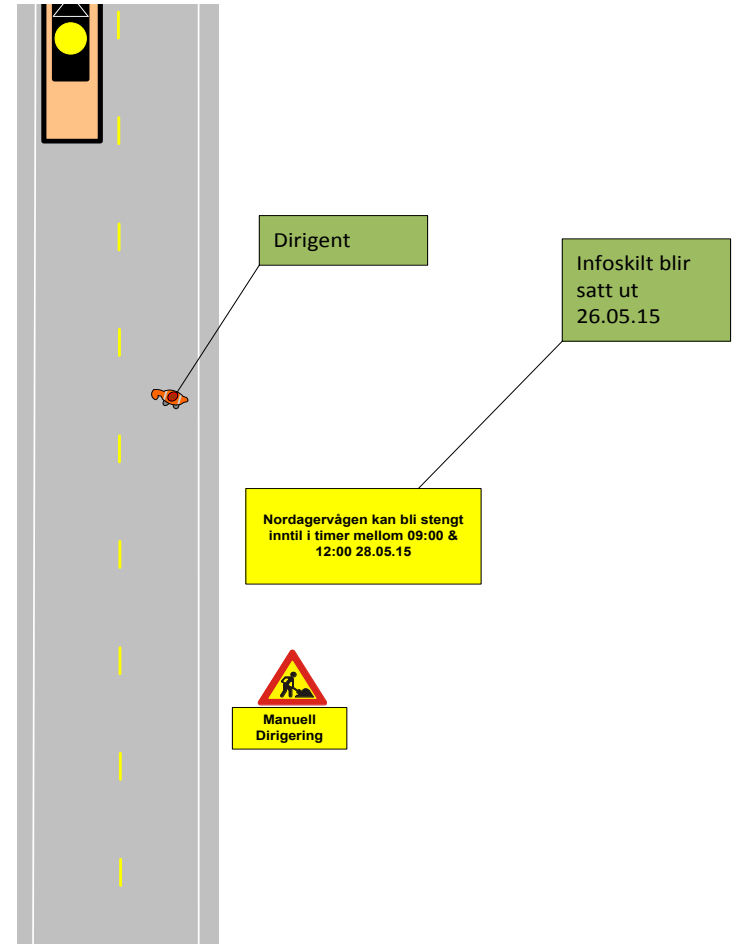 Dirigent
Infoskilt blir
satt ut
26.05.15
Nordagervågen kan bli stengt
inntil i timer mellom 09:00 &
12:00 28.05.15
Manuell
Dirigering